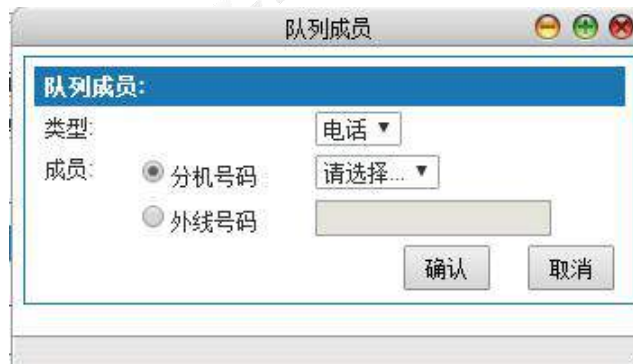 队列成员
队列成员:
类型: 电话
成员: 分机号码 请选择...
外线号码
确认 取消